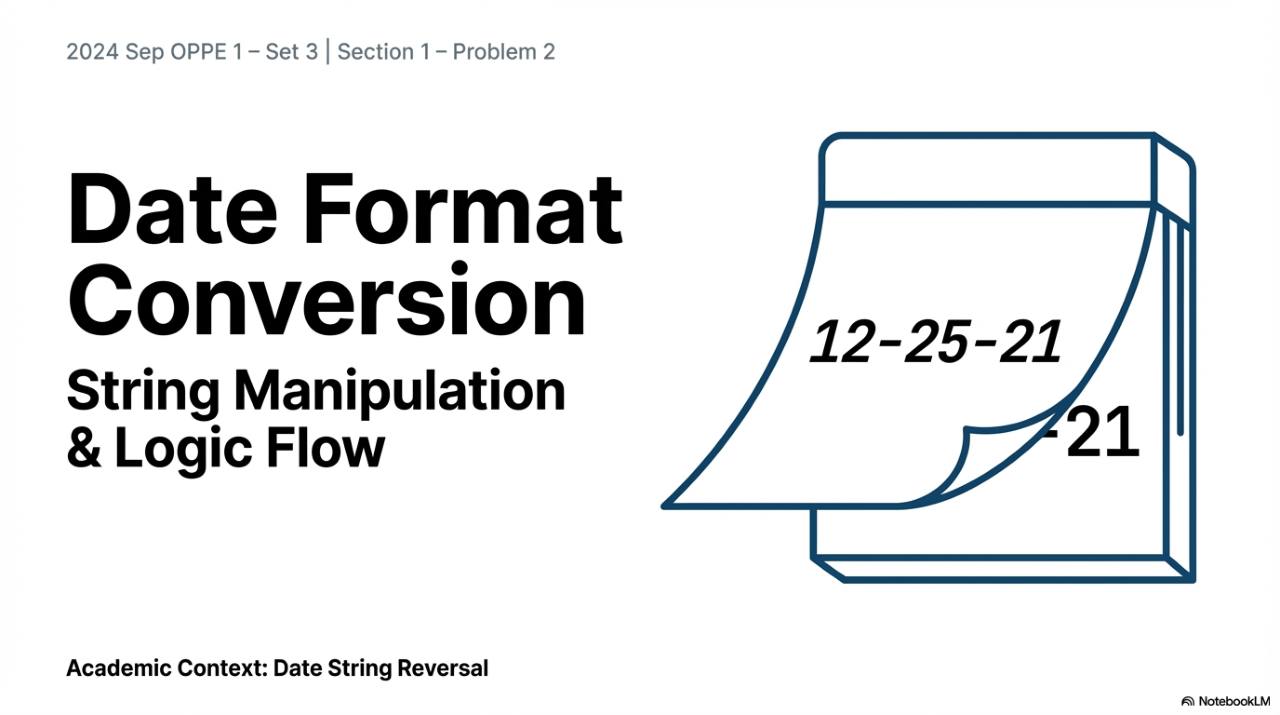 2024 Sep OPPE 1 – Set 3 | Section 1 – Problem 2
Date Format
Conversion
String Manipulation
& Logic Flow
12-25-21
-21
Academic Context: Date String Reversal
NotebookLM